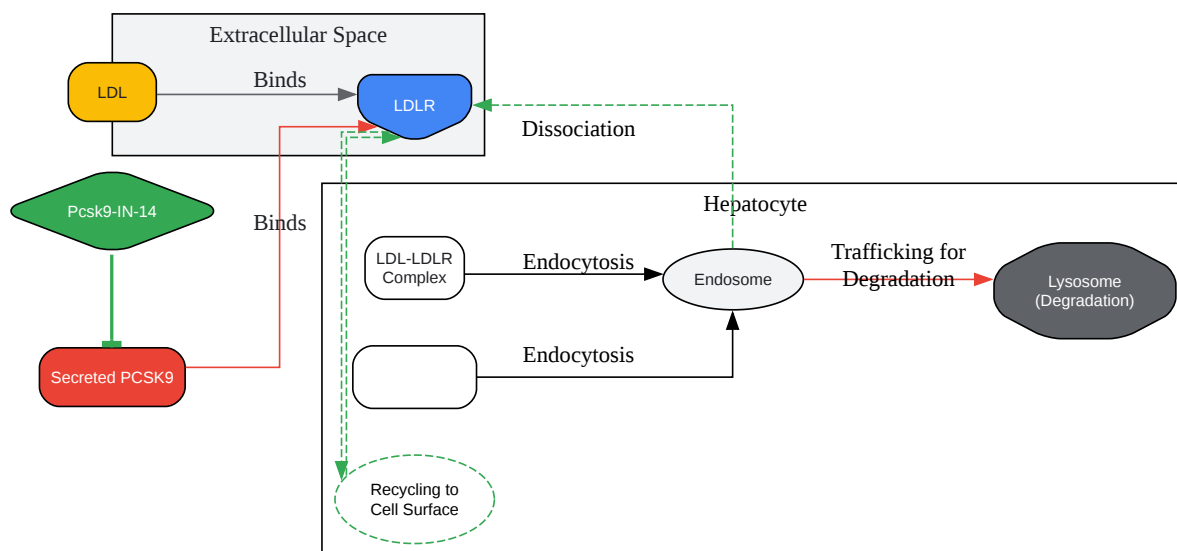 Extracellular Space
LDL
Binds
LDLR
Dissociation
Pcsk9-IN-14
Binds
Hepatocyte
LDL-LDLR
Complex
Endocytosis
Endosome
Trafficking for
Degradation
Lysosome
(Degradation)
Endocytosis
Secreted PCSK9
Recycling to
Cell Surface